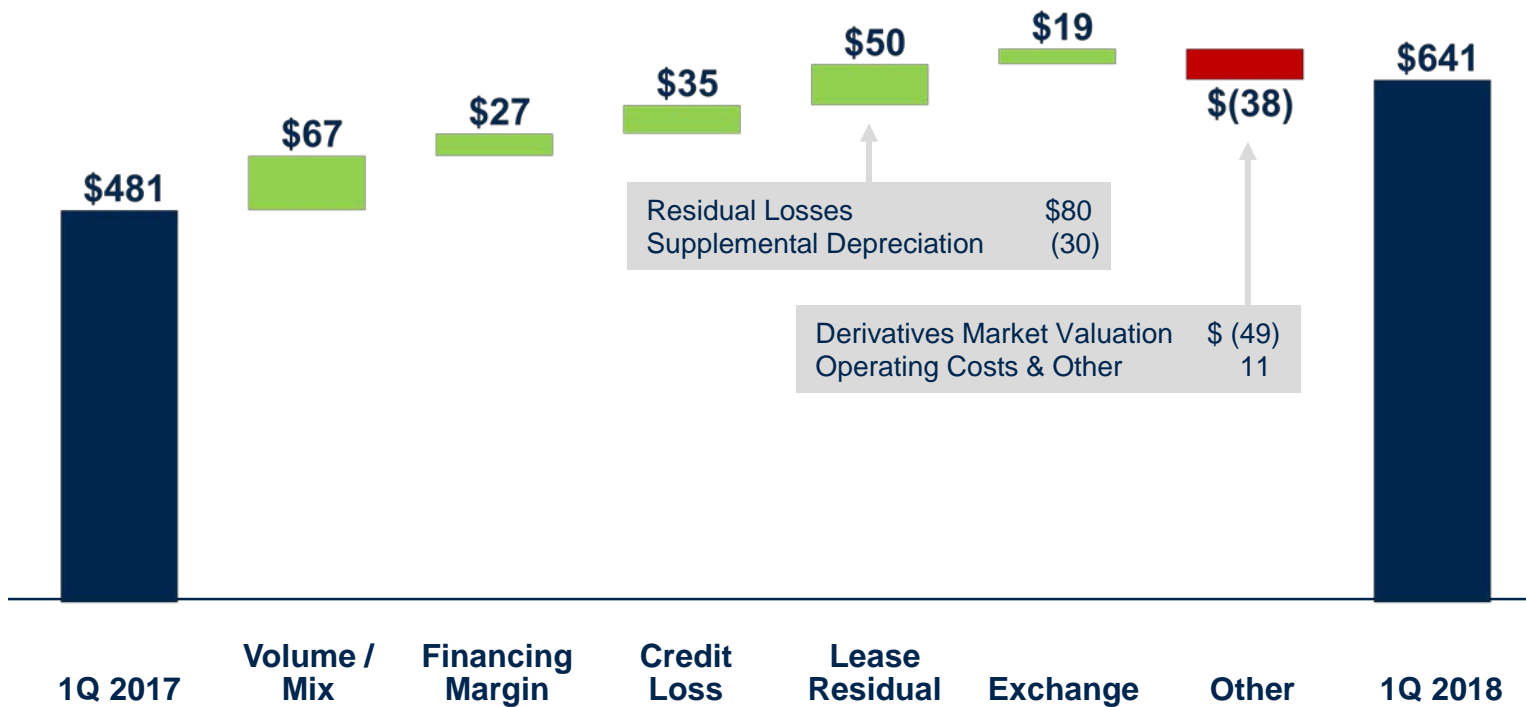 $481
$67
$27
$35
$50
$19
$(38)
$641
Residual Losses $80
Supplemental Depreciation (30)
Derivatives Market Valuation $ (49)
Operating Costs & Other 11
1Q 2017
Volume /
Mix
Financing
Margin
Credit
Loss
Lease
Residual
Exchange
Other
1Q 2018